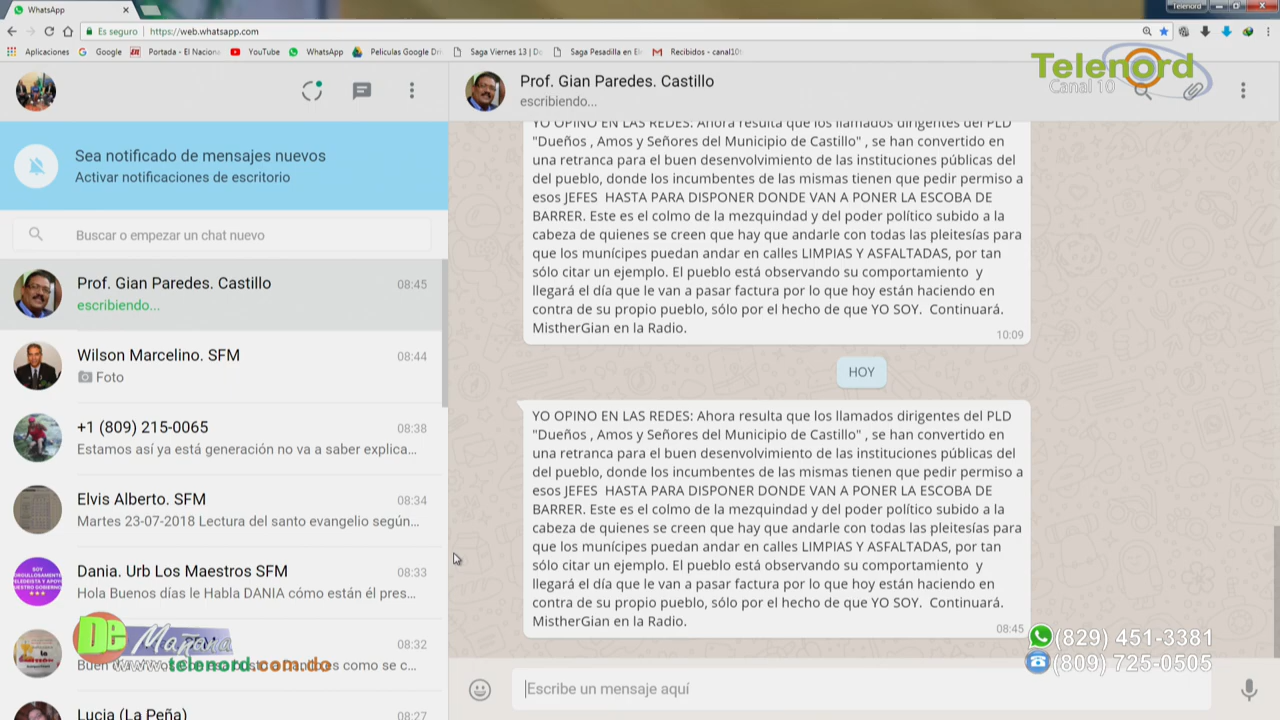 WhatsApp
Telenord
Es seguro
https://web.whatsapp.com
Aplicaciones
Google
Portada - El Naciona
YouTube
WhatsApp
Peliculas Google Dri
Saga Viernes 13 | De
Saga Pesadilla en El
Recibidos - canal10t
Telenord
Canal 10
Sea notificado de mensajes nuevos
Activar notificaciones de escritorio
Buscar o empezar un chat nuevo
Prof. Gian Paredes. Castillo
08:45
escribiendo...
Wilson Marcelino. SFM
08:44
Foto
+1 (809) 215-0065
08:38
Estamos así ya está generación no va a saber explica...
Elvis Alberto. SFM
08:34
Martes 23-07-2018 Lectura del santo evangelio según...
Dania. Urb Los Maestros SFM
08:33
Hola Buenos días le Habla DANIA cómo están él pres...
08:32
como se c...
De Mañana
www.telenord.com.do
Lucia (La Peña)
08:27
Prof. Gian Paredes. Castillo
escribiendo...
YO OPINO EN LAS REDES: Ahora resulta que los llamados dirigentes del PLD
"Dueños , Amos y Señores del Municipio de Castillo" , se han convertido en
una retranca para el buen desenvolvimiento de las instituciones públicas del
del pueblo, donde los incumbentes de las mismas tienen que pedir permiso a
esos JEFES  HASTA PARA DISPONER DONDE VAN A PONER LA ESCOBA DE
BARRER. Este es el colmo de la mezquindad y del poder político subido a la
cabeza de quienes se creen que hay que andarle con todas las pleitesías para
que los munícipes puedan andar en calles LIMPIAS Y ASFALTADAS, por tan
sólo citar un ejemplo. El pueblo está observando su comportamiento  y
llegará el día que le van a pasar factura por lo que hoy están haciendo en
contra de su propio pueblo, sólo por el hecho de que YO SOY.  Continuará.
MistherGian en la Radio.
10:09
HOY
YO OPINO EN LAS REDES: Ahora resulta que los llamados dirigentes del PLD
"Dueños , Amos y Señores del Municipio de Castillo" , se han convertido en
una retranca para el buen desenvolvimiento de las instituciones públicas del
del pueblo, donde los incumbentes de las mismas tienen que pedir permiso a
esos JEFES  HASTA PARA DISPONER DONDE VAN A PONER LA ESCOBA DE
BARRER. Este es el colmo de la mezquindad y del poder político subido a la
cabeza de quienes se creen que hay que andarle con todas las pleitesías para
que los munícipes puedan andar en calles LIMPIAS Y ASFALTADAS, por tan
sólo citar un ejemplo. El pueblo está observando su comportamiento  y
llegará el día que le van a pasar factura por lo que hoy están haciendo en
contra de su propio pueblo, sólo por el hecho de que YO SOY.  Continuará.
MistherGian en la Radio.
08:45
(829) 451-3381
(809) 725-0505
Escribe un mensaje aquí